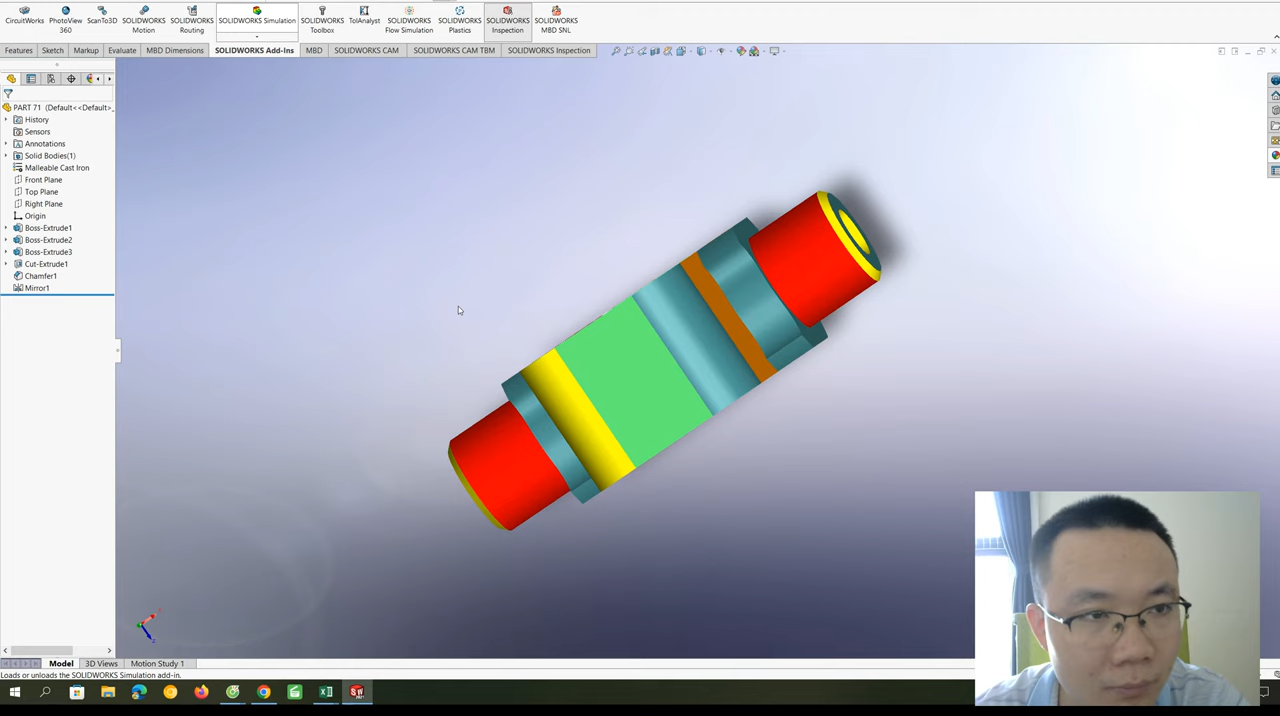 CircuitWorks
PhotoView 360
ScanTo3D
SOLIDWORKS Motion
SOLIDWORKS Routing
SOLIDWORKS Simulation
SOLIDWORKS Toolbox
TolAnalyst
SOLIDWORKS Flow Simulation
SOLIDWORKS Plastics
SOLIDWORKS Inspection
SOLIDWORKS MBD SNL
Features
Sketch
Markup
Evaluate
MBD Dimensions
SOLIDWORKS Add-Ins
MBD
SOLIDWORKS CAM
SOLIDWORKS CAM TBM
SOLIDWORKS Inspection
PART 71 (Default<<Default>_
History
Sensors
Annotations
Solid Bodies(1)
Malleable Cast Iron
Front Plane
Top Plane
Right Plane
Origin
Boss-Extrude1
Boss-Extrude2
Boss-Extrude3
Cut-Extrude1
Chamfer1
Mirror1
Model
3D Views
Motion Study 1
Loads or unloads the SOLIDWORKS Simulation add-in.